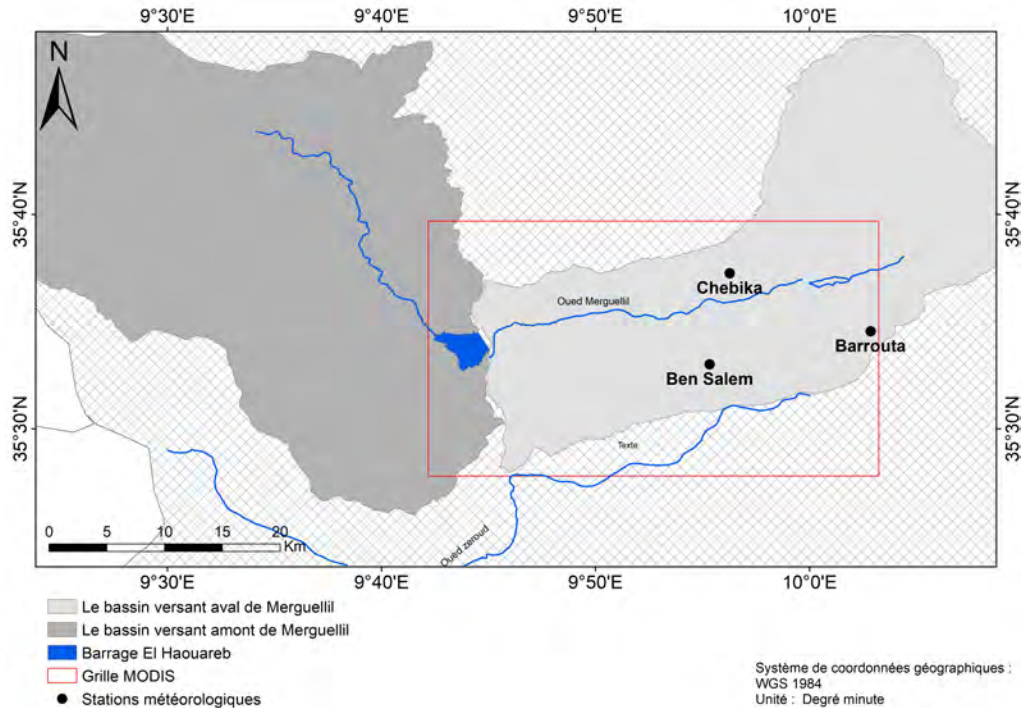 9°30'E 9°40'E 9°50'E 10°0'E
N
35°40'N 35°40'N
Oued Merguellil
Chebika
Barrouta
Ben Salem
35°30'N 35°30'N
Texte
Oued zeroud
0 5 10 15 20
Km
9°30'E 9°40'E 9°50'E 10°0'E
Le bassin versant aval de Merguellil
Le bassin versant amont de Merguellil
Barrage El Haouareb
Grille MODIS
Stations météorologiques
Système de coordonnées géographiques :
WGS 1984
Unité : Degré minute